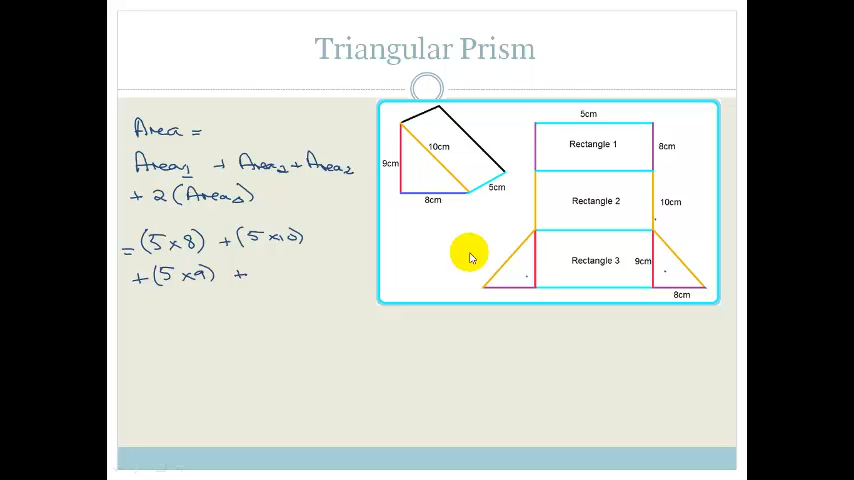 Triangular Prism
Area =
Area1 + Area2 + Area2
+ 2 (Area△)
= (5 x 8) + (5 x 10)
+ (5 x 9) +
10cm
9cm
5cm
8cm
5cm
Rectangle 1
8cm
Rectangle 2
10cm
Rectangle 3
9cm
8cm